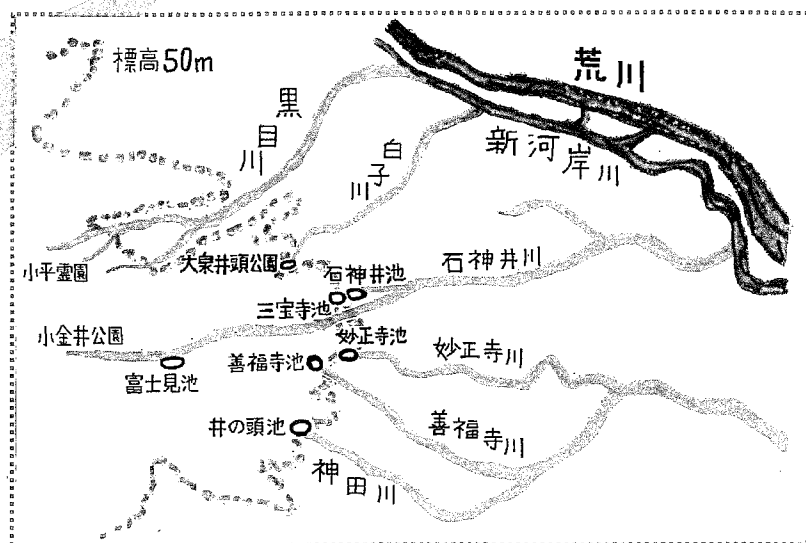 標高50m
荒川
新河岸川
黒目川
白子川
小平霊園
大泉井頭公園
石神井池
石神井川
三宝寺池
小金井公園
富士見池
妙正寺池
妙正寺川
善福寺池
善福寺川
井の頭池
神田川